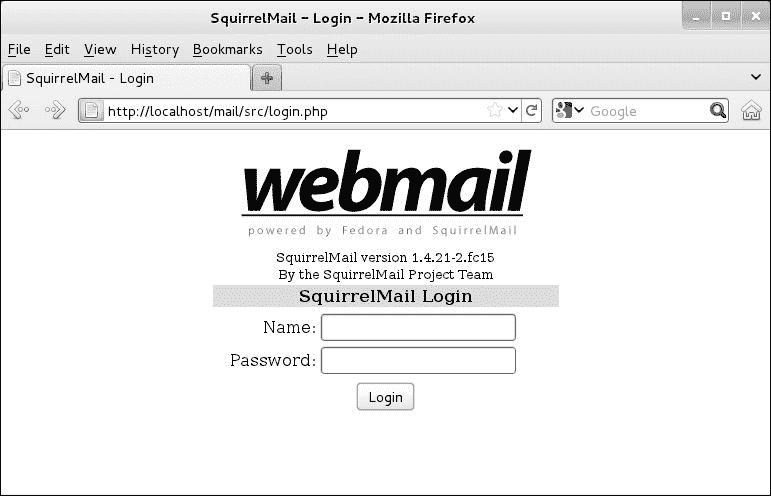 SquirrelMail - Login - Mozilla Firefox
File Edit View History Bookmarks Tools Help
SquirrelMail - Login
http://localhost/mail/src/login.php Google
webmail
powered by Fedora and SquirrelMail
SquirrelMail version 1.4.21-2.fc15
By the SquirrelMail Project Team
SquirrelMail Login
Name:
Password:
Login